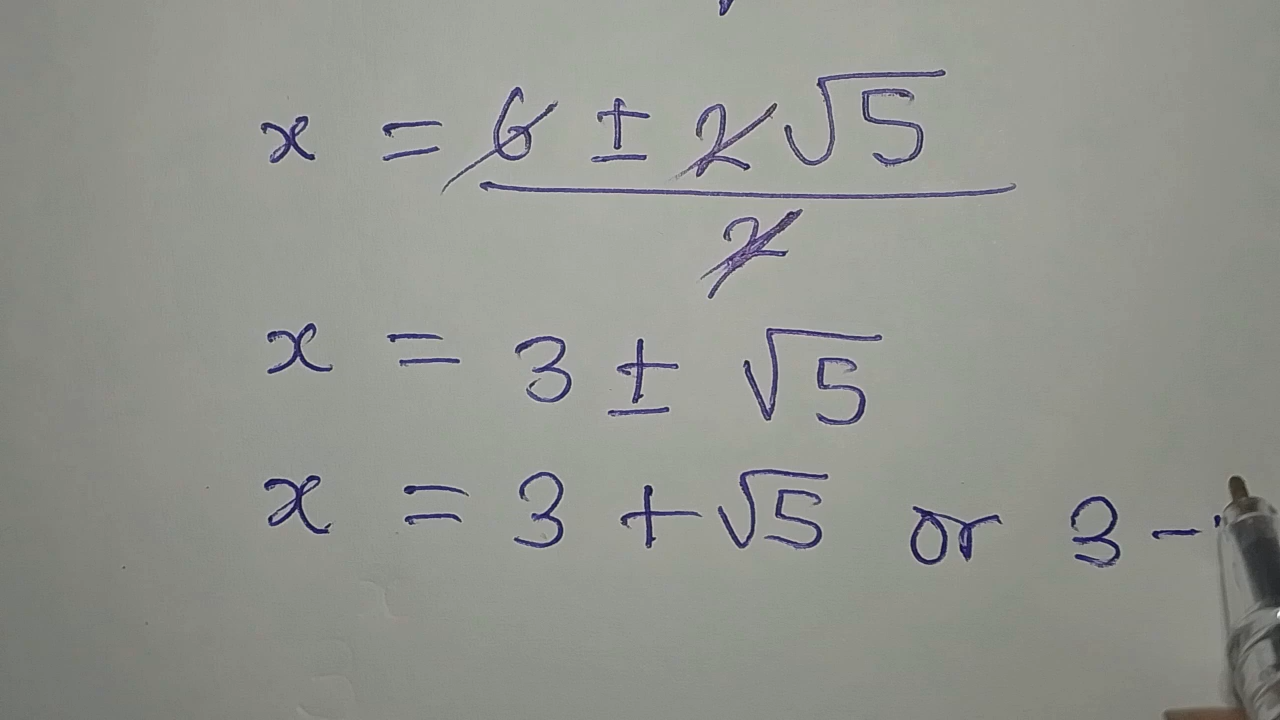 x = 6 ± 2√5
2
x = 3 ± √5
x = 3 + √5 or 3 -